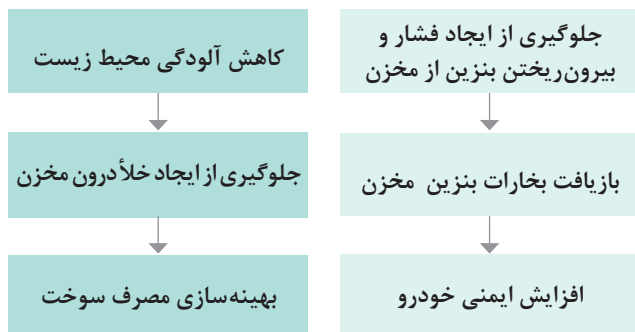 جلوگیری از ایجاد فشار و
بیرون‌ریختن بنزین از مخزن
بازیافت بخارات بنزین مخزن
افزایش ایمنی خودرو
کاهش آلودگی محیط زیست
جلوگیری از ایجاد خلأ درون مخزن
بهینه‌سازی مصرف سوخت